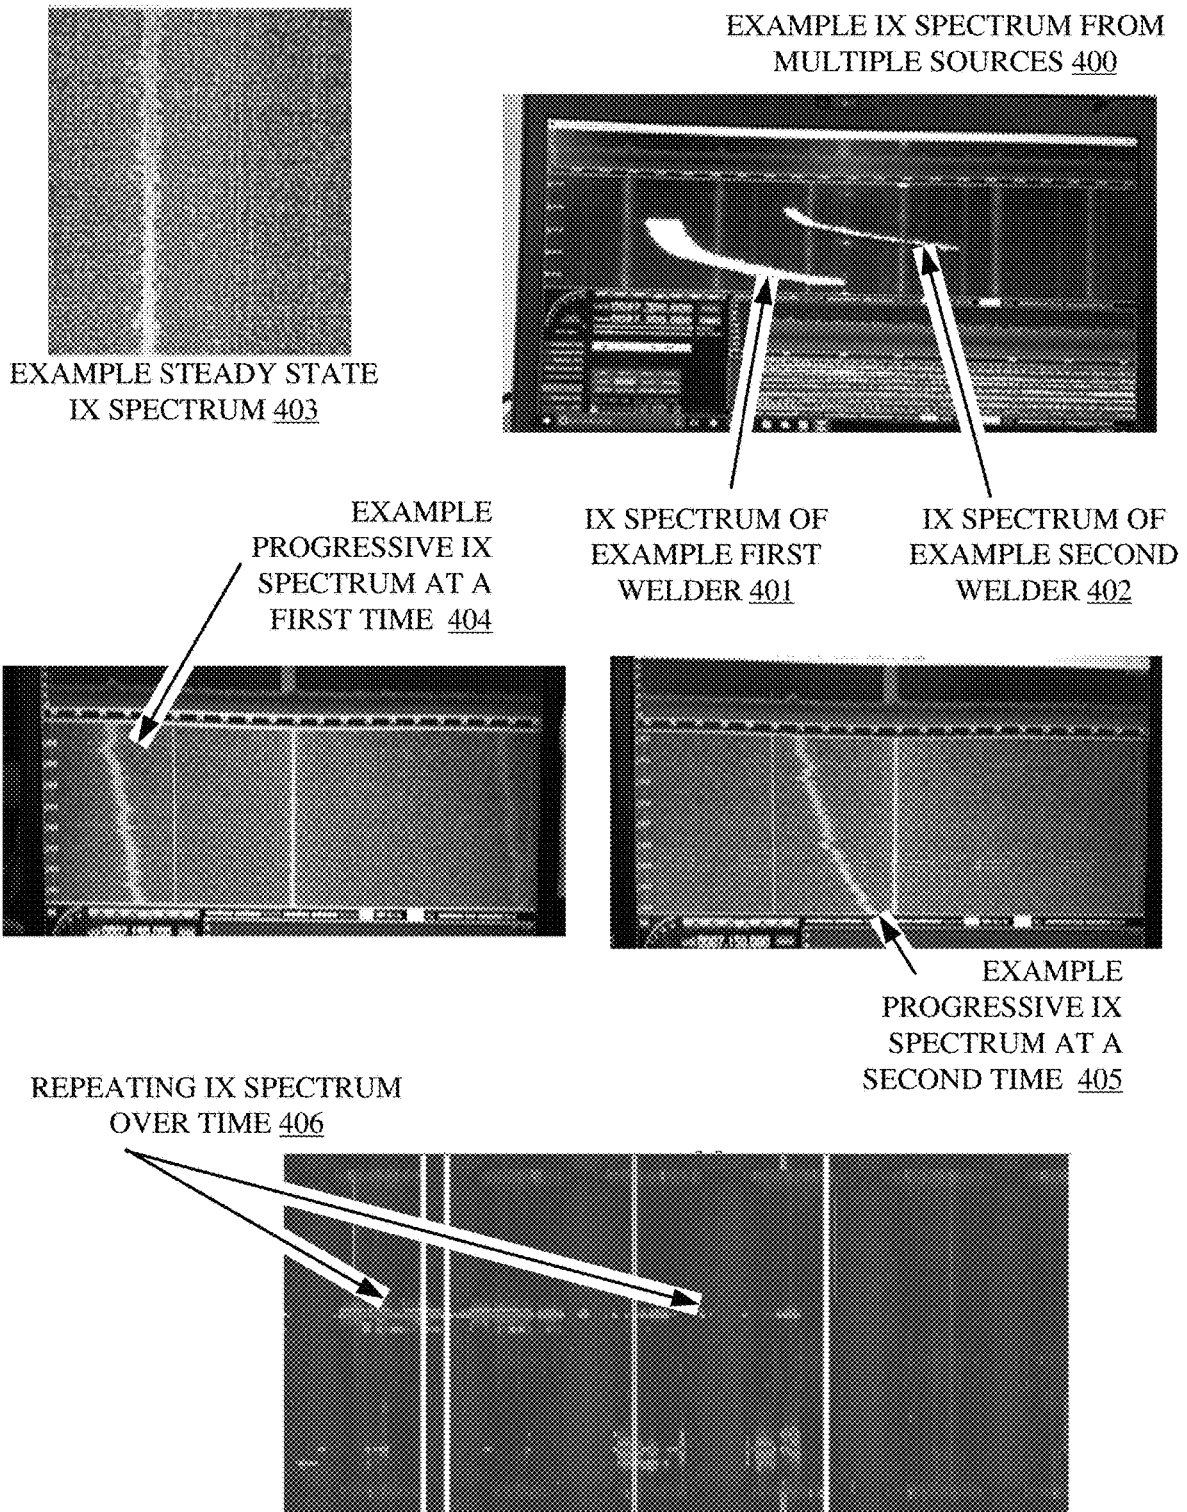 EXAMPLE IX SPECTRUM FROM
MULTIPLE SOURCES 400
EXAMPLE STEADY STATE
IX SPECTRUM 403
EXAMPLE
PROGRESSIVE IX
SPECTRUM AT A
FIRST TIME 404
IX SPECTRUM OF
EXAMPLE FIRST
WELDER 401
IX SPECTRUM OF
EXAMPLE SECOND
WELDER 402
EXAMPLE
PROGRESSIVE IX
SPECTRUM AT A
SECOND TIME 405
REPEATING IX SPECTRUM
OVER TIME 406